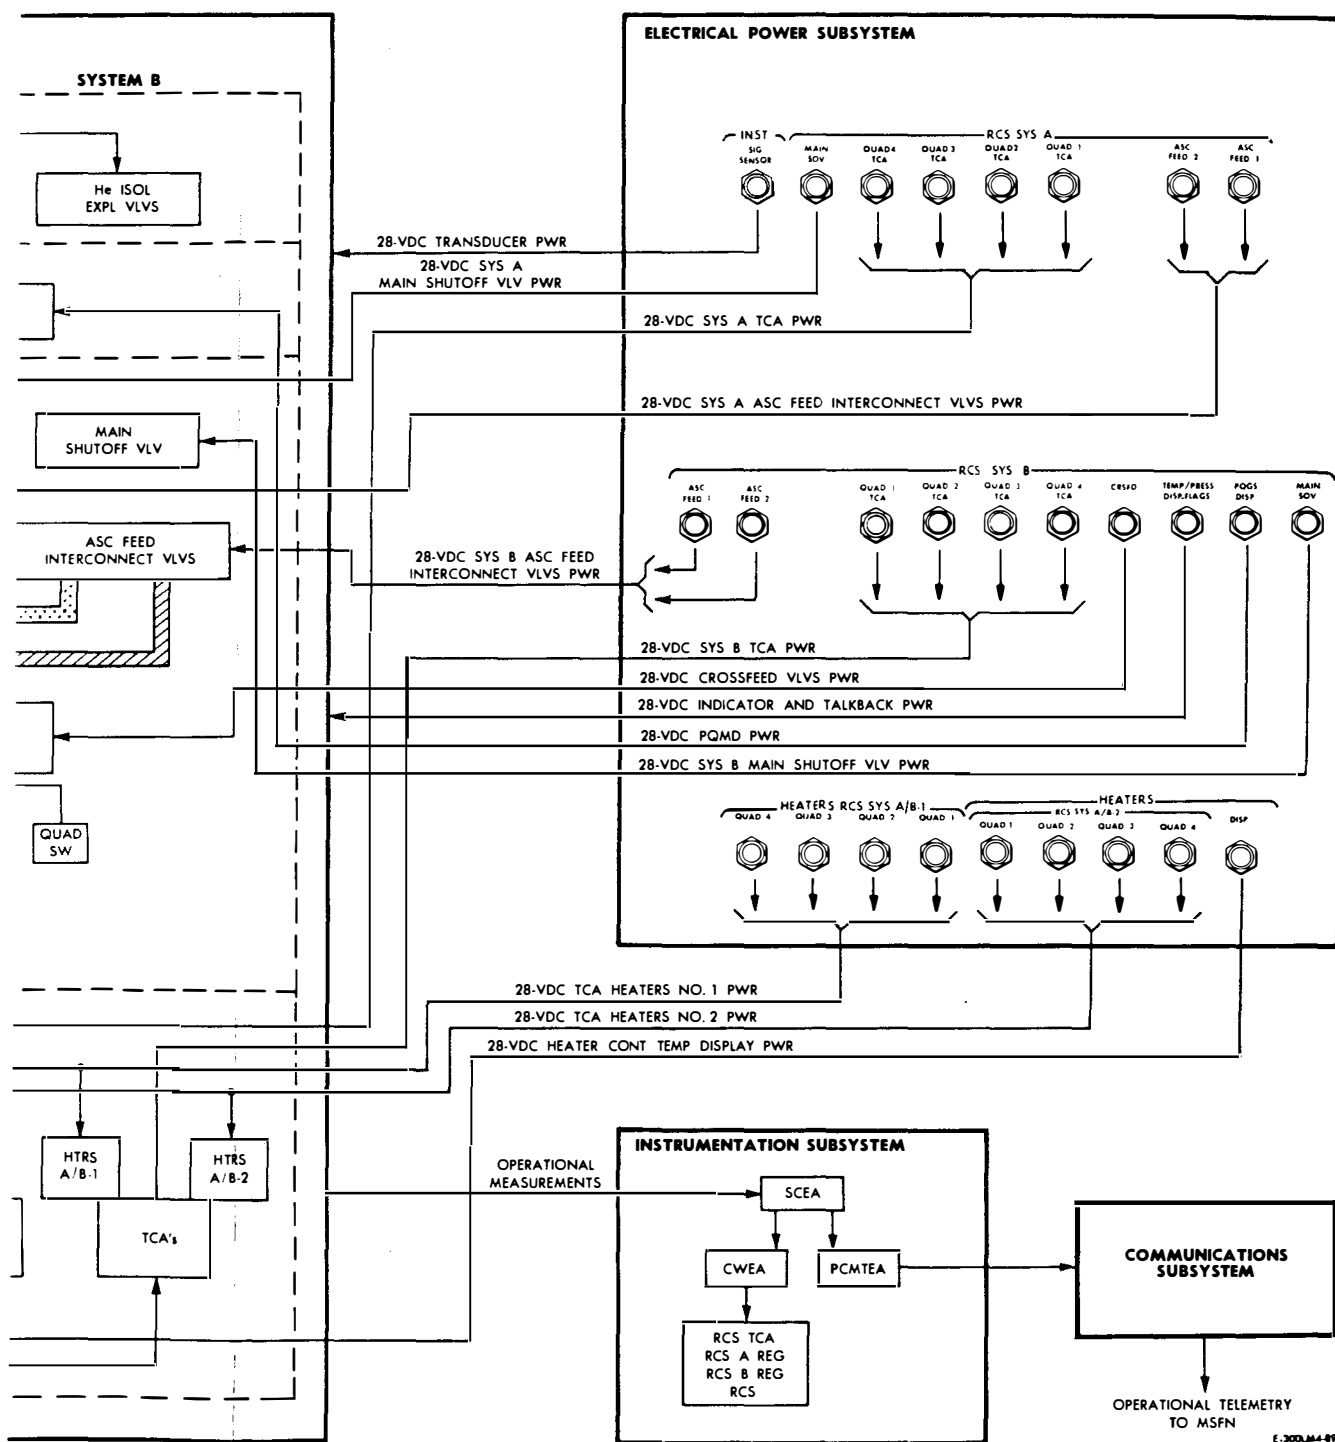 SYSTEM B
He ISOL
EXPL VLVS
MAIN
SHUTOFF VLV
ASC FEED
INTERCONNECT VLVS
QUAD
SW
HTRS
A/B-1
HTRS
A/B-2
TCA's
28-VDC TRANSDUCER PWR
28-VDC SYS A
MAIN SHUTOFF VLV PWR
28-VDC SYS A TCA PWR
28-VDC SYS A ASC FEED INTERCONNECT VLVS PWR
28-VDC SYS B ASC FEED
INTERCONNECT VLVS PWR
28-VDC SYS B TCA PWR
28-VDC CROSSFEED VLVS PWR
28-VDC INDICATOR AND TALKBACK PWR
28-VDC PQMD PWR
28-VDC SYS B MAIN SHUTOFF VLV PWR
28-VDC TCA HEATERS NO. 1 PWR
28-VDC TCA HEATERS NO. 2 PWR
28-VDC HEATER CONT TEMP DISPLAY PWR
OPERATIONAL
MEASUREMENTS
ELECTRICAL POWER SUBSYSTEM
INST
RCS SYS A
SIG
SENSOR
MAIN
SOV
QUAD4
TCA
QUAD3
TCA
QUAD2
TCA
QUAD 1
TCA
ASC
FEED 2
ASC
FEED 1
RCS SYS B
ASC
FEED 1
ASC
FEED 2
QUAD 1
TCA
QUAD 2
TCA
QUAD 3
TCA
QUAD 4
TCA
CRSFD
TEMP/PRESS
DISP.FLAGS
PQGS
DISP
MAIN
SOV
HEATERS RCS SYS A/B-1
QUAD 4
QUAD 3
QUAD 2
QUAD 1
HEATERS
RCS SYS A/B-2
QUAD 1
QUAD 2
QUAD 3
QUAD 4
DISP
INSTRUMENTATION SUBSYSTEM
SCEA
CWEA
PCMTEA
RCS TCA
RCS A REG
RCS B REG
RCS
COMMUNICATIONS
SUBSYSTEM
OPERATIONAL TELEMETRY
TO MSFN